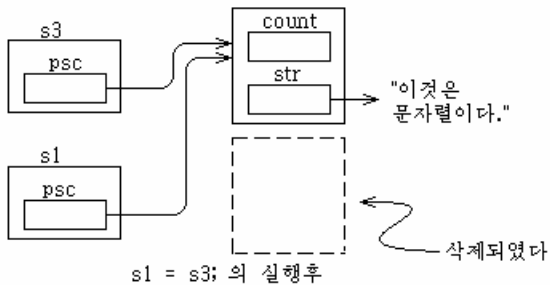 s3
psc
count
str
"이것은
문자렬이다."
s1
psc
삭제되였다
s1 = s3; 의 실행후